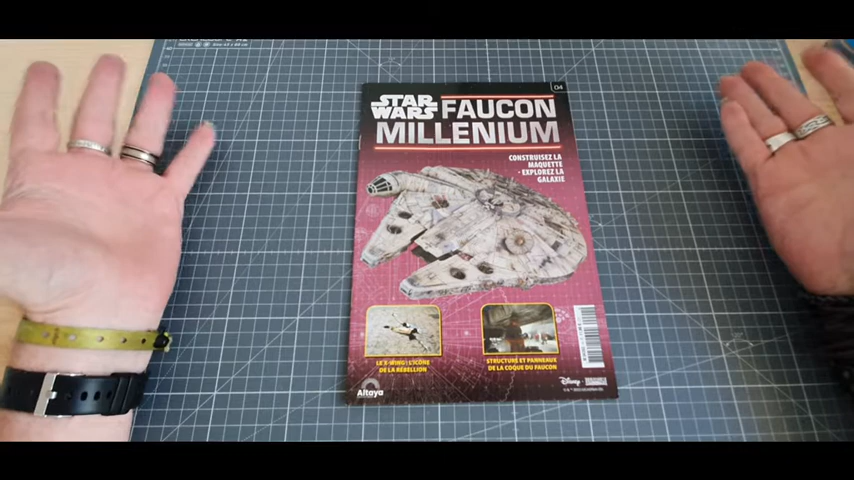 04
STAR
WARS
FAUCON
MILLENIUM
CONSTRUISEZ LA
MAQUETTE
- EXPLOREZ LA
GALAXIE
LE X-WING : L'ICÔNE
DE LA RÉBELLION
STRUCTURE ET PANNEAUX
DE LA COQUE DU FAUCON
Altaya
Disney